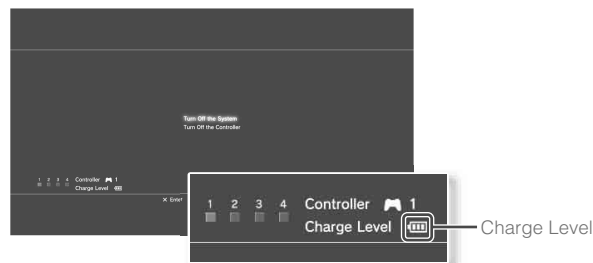 Turn Off the System
Turn Off the Controller
1 2 3 4 Controller 1
Charge Level
✕ Enter
1 2 3 4 Controller 1
Charge Level
Charge Level